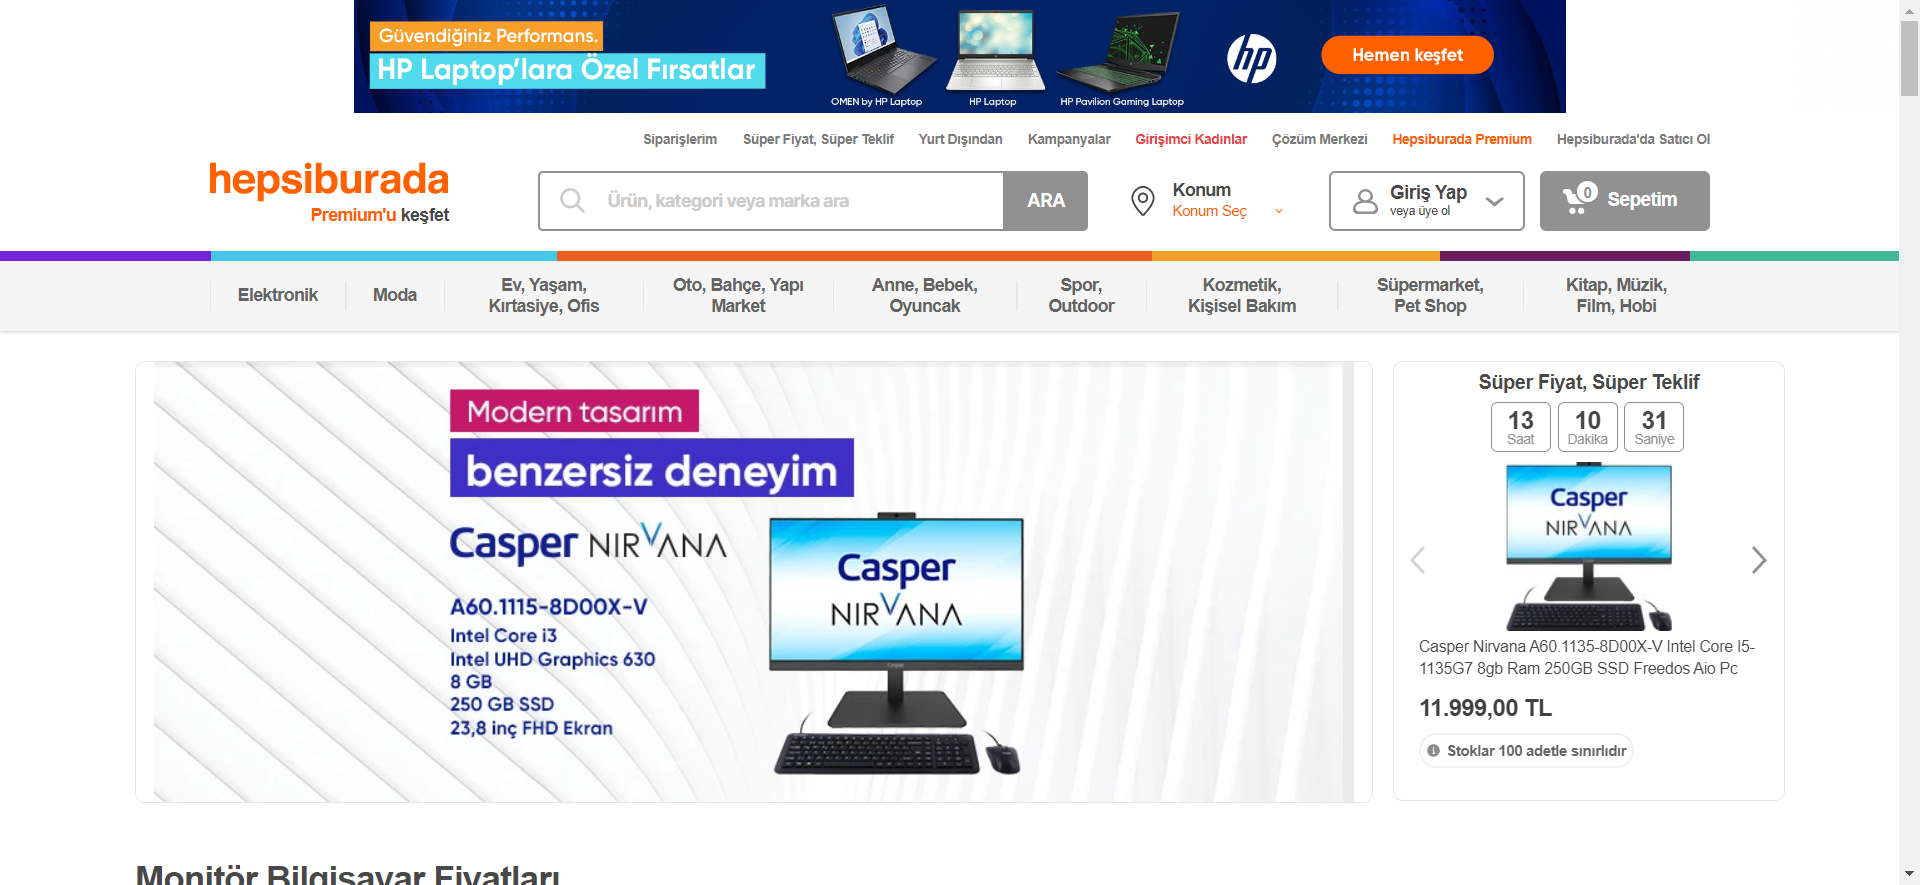 Güvendiğiniz Performans.
HP Laptop'lara Özel Fırsatlar
OMEN by HP Laptop
HP Laptop
HP Pavilion Gaming Laptop
hp
Hemen keşfet
Siparişlerim
Süper Fiyat, Süper Teklif
Yurt Dışından
Kampanyalar
Girişimci Kadınlar
Çözüm Merkezi
Hepsiburada Premium
Hepsiburada'da Satıcı Ol
hepsiburada
Premium'u keşfet
Ürün, kategori veya marka ara
ARA
Konum
Konum Seç
Giriş Yap
veya üye ol
0
Sepetim
Elektronik
Moda
Ev, Yaşam,
Kırtasiye, Ofis
Oto, Bahçe, Yapı
Market
Anne, Bebek,
Oyuncak
Spor,
Outdoor
Kozmetik,
Kişisel Bakım
Süpermarket,
Pet Shop
Kitap, Müzik,
Film, Hobi
Modern tasarım
benzersiz deneyim
Casper NIRVANA
A60.1115-8D00X-V
Intel Core i3
Intel UHD Graphics 630
8 GB
250 GB SSD
23,8 inç FHD Ekran
Casper
NIRVANA
Casper
Süper Fiyat, Süper Teklif
13
Saat
10
Dakika
31
Saniye
Casper
NIRVANA
Casper Nirvana A60.1135-8D00X-V Intel Core I5-
1135G7 8gb Ram 250GB SSD Freedos Aio Pc
11.999,00 TL
Stoklar 100 adetle sınırlıdır
Monitör Bilgisayar Fiyatları